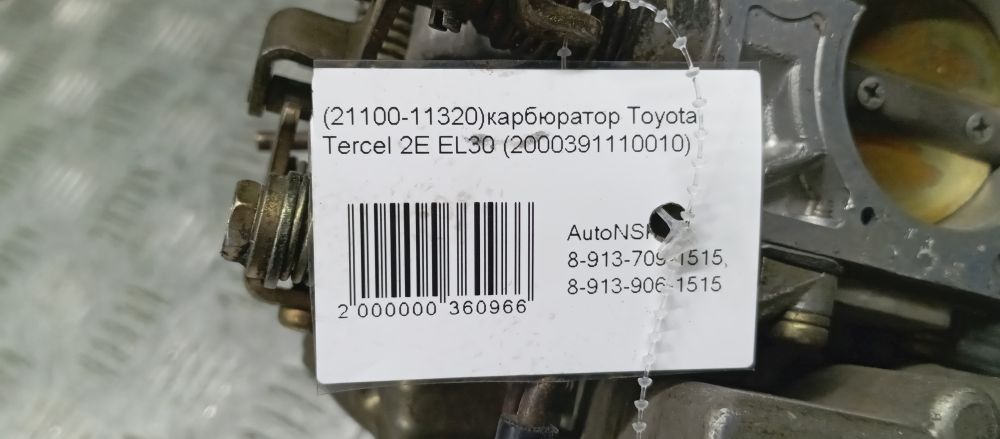 (21100-11320)карбюратор Toyota
Tercel 2E EL30 (2000391110010)
8-913-709-1515,
8-913-906-1515
2 000000 360966